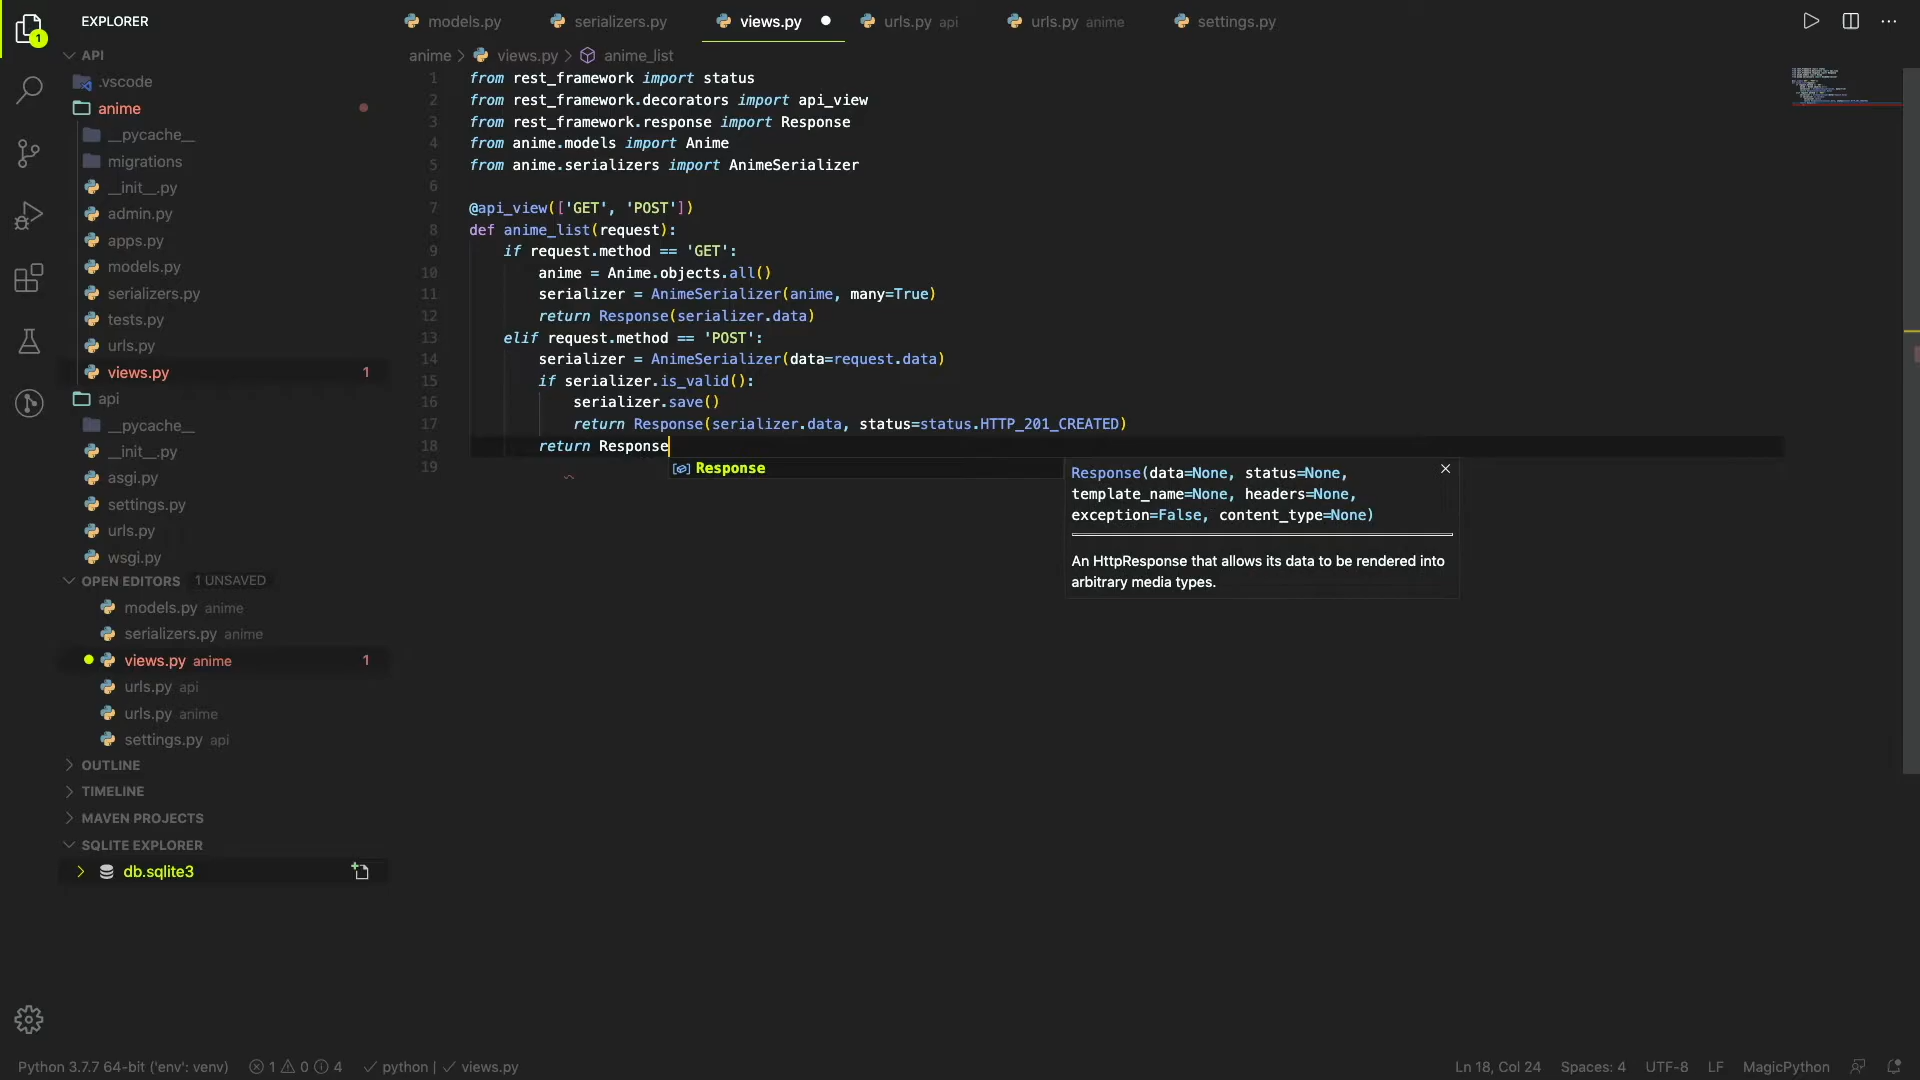 EXPLORER
models.py
serializers.py
views.py
urls.py api
urls.py anime
settings.py
1
API
anime > views.py > anime_list
.vscode
anime
__pycache__
migrations
__init__.py
admin.py
apps.py
models.py
serializers.py
tests.py
urls.py
views.py 1
api
__pycache__
__init__.py
asgi.py
settings.py
urls.py
wsgi.py
OPEN EDITORS 1 UNSAVED
models.py anime
serializers.py anime
views.py anime 1
urls.py api
urls.py anime
settings.py api
OUTLINE
TIMELINE
MAVEN PROJECTS
SQLITE EXPLORER
db.sqlite3
1 from rest_framework import status
2 from rest_framework.decorators import api_view
3 from rest_framework.response import Response
4 from anime.models import Anime
5 from anime.serializers import AnimeSerializer
6
7 @api_view(['GET', 'POST'])
8 def anime_list(request):
9 if request.method == 'GET':
10 anime = Anime.objects.all()
11 serializer = AnimeSerializer(anime, many=True)
12 return Response(serializer.data)
13 elif request.method == 'POST':
14 serializer = AnimeSerializer(data=request.data)
15 if serializer.is_valid():
16 serializer.save()
17 return Response(serializer.data, status=status.HTTP_201_CREATED)
18 return Response
19
Response
Response(data=None, status=None,
template_name=None, headers=None,
exception=False, content_type=None)
An HttpResponse that allows its data to be rendered into
arbitrary media types.
Python 3.7.7 64-bit ('env': venv) 1 0 4 python | views.py Ln 18, Col 24 Spaces: 4 UTF-8 LF MagicPython